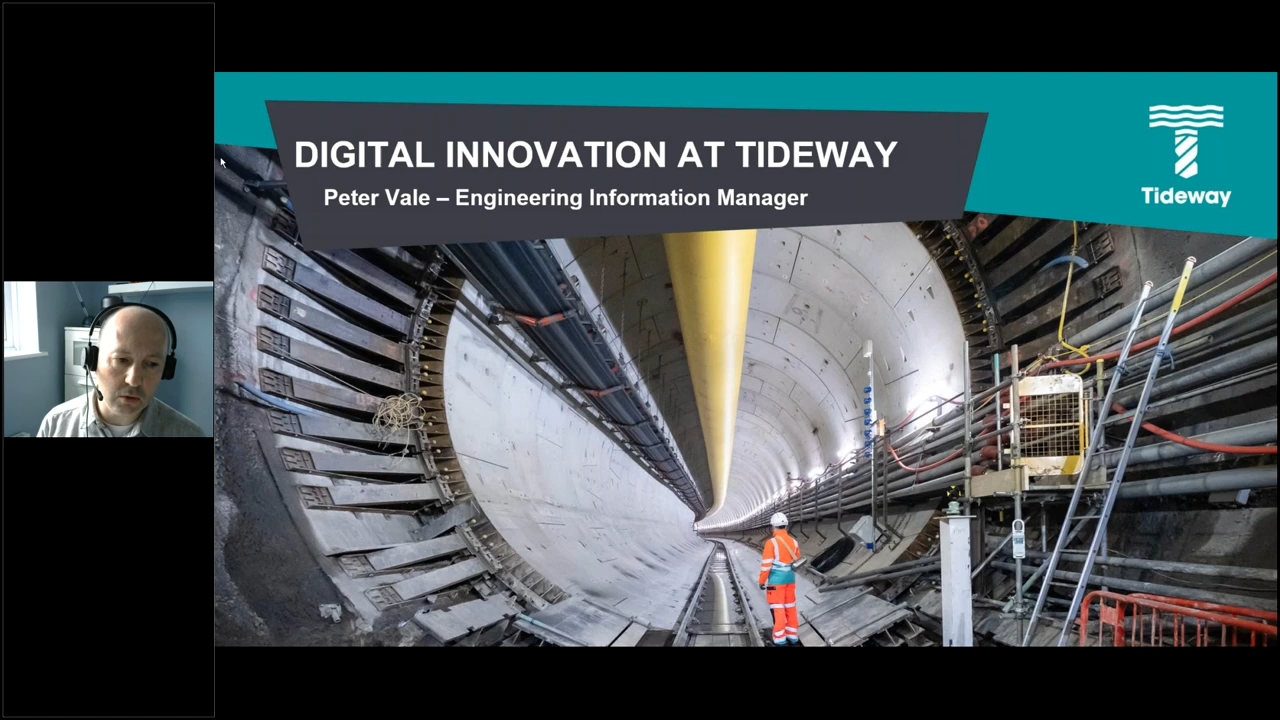 DIGITAL INNOVATION AT TIDEWAY
Peter Vale – Engineering Information Manager
Tideway